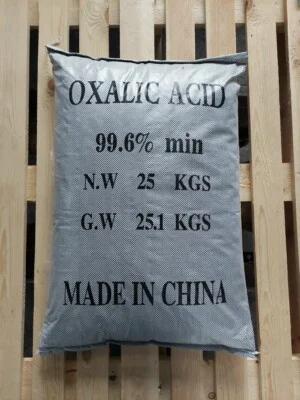 OXALIC ACID
99.6% min
N.W 25 KGS
G.W 25.1 KGS
MADE IN CHINA